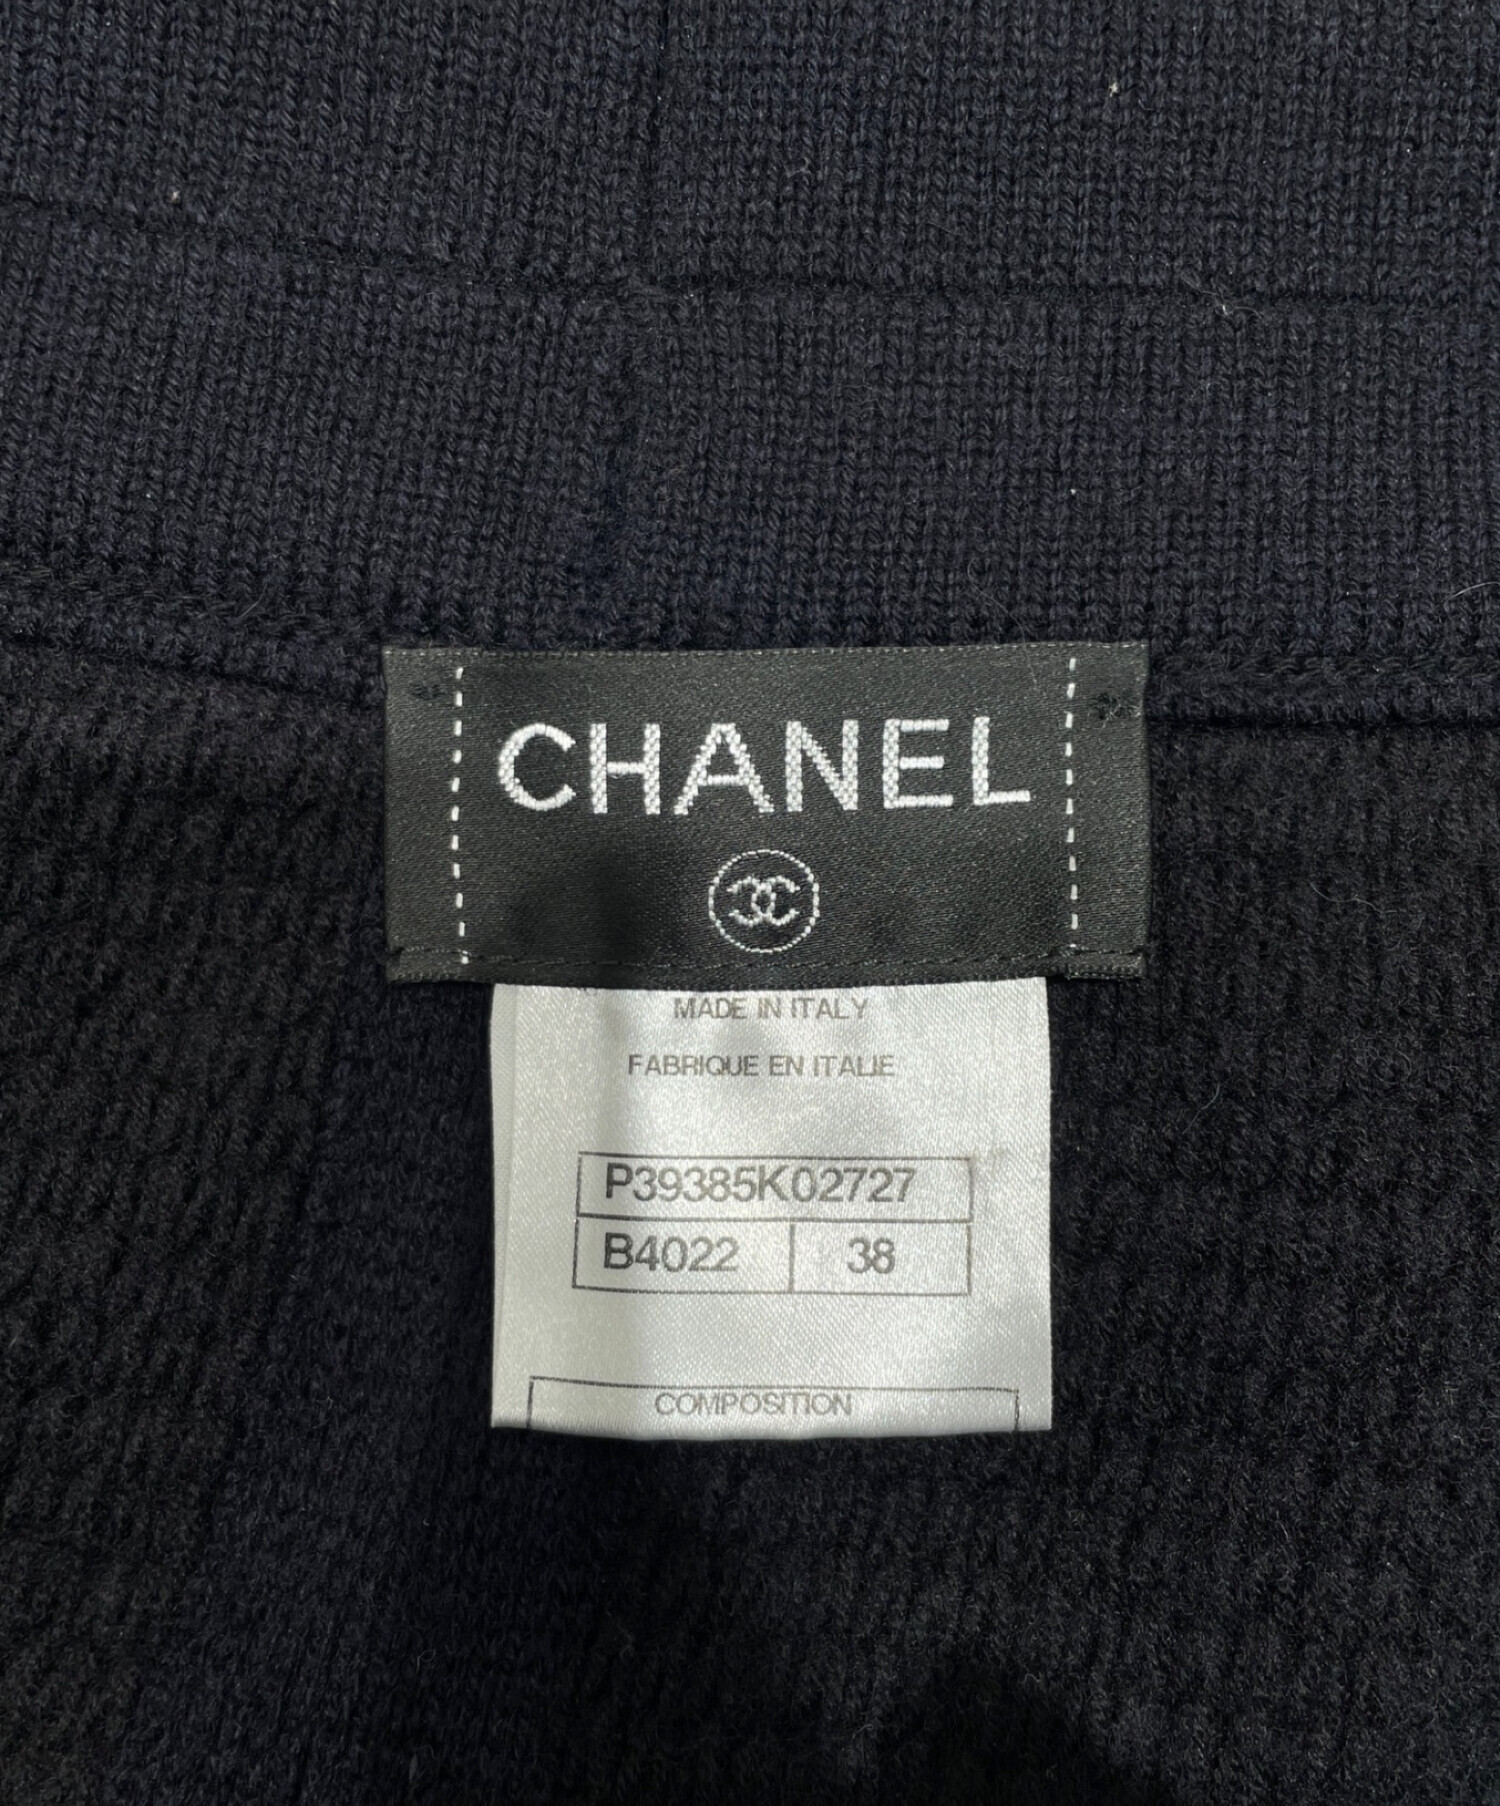 CHANEL
MADE IN ITALY
FABRIQUE EN ITALIE
P39385K02727
B4022 38
COMPOSITION